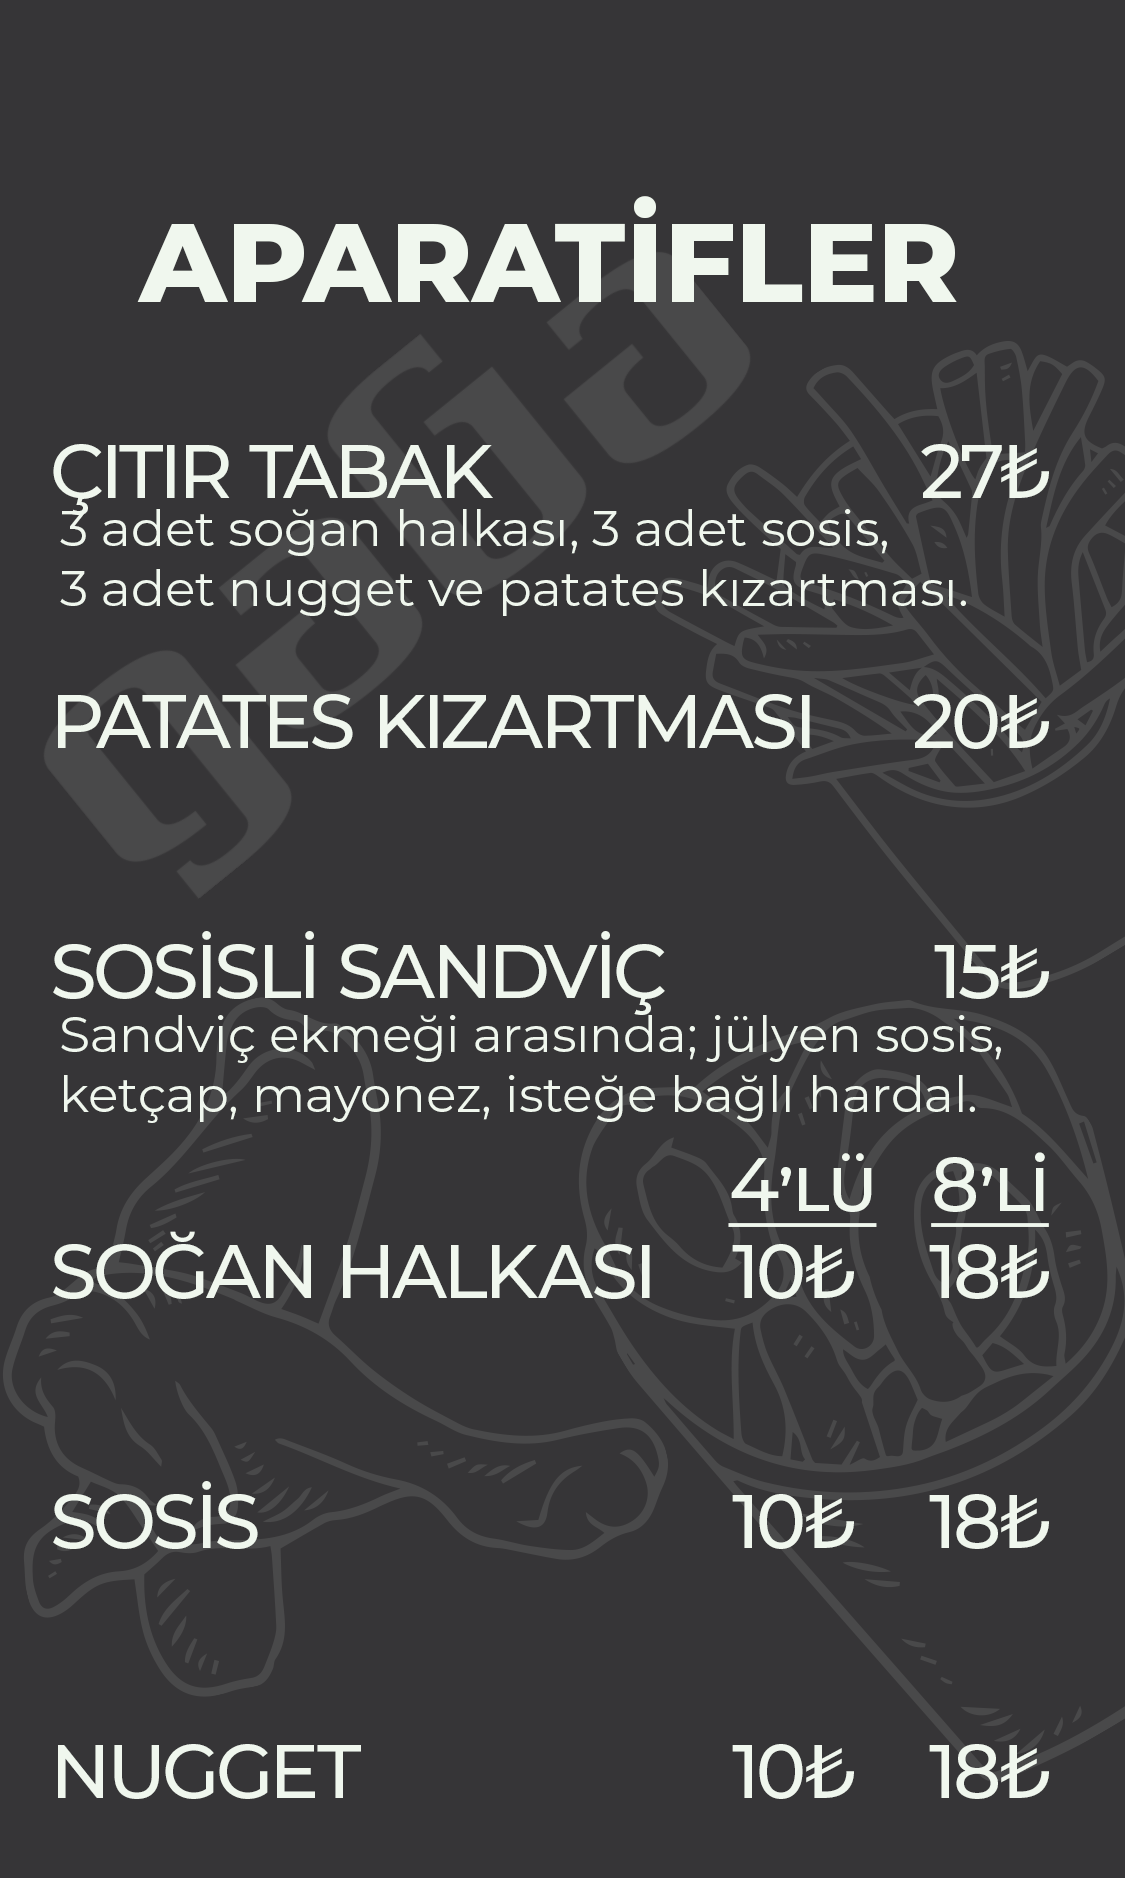 APARATİFLER
ÇITIR TABAK 27₺
3 adet soğan halkası, 3 adet sosis,
3 adet nugget ve patates kızartması.
PATATES KIZARTMASI 20₺
SOSİSLİ SANDVİÇ 15₺
Sandviç ekmeği arasında; jülyen sosis,
ketçap, mayonez, isteğe bağlı hardal.
4’LÜ 8’Lİ
SOĞAN HALKASI 10₺ 18₺
SOSİS 10₺ 18₺
NUGGET 10₺ 18₺